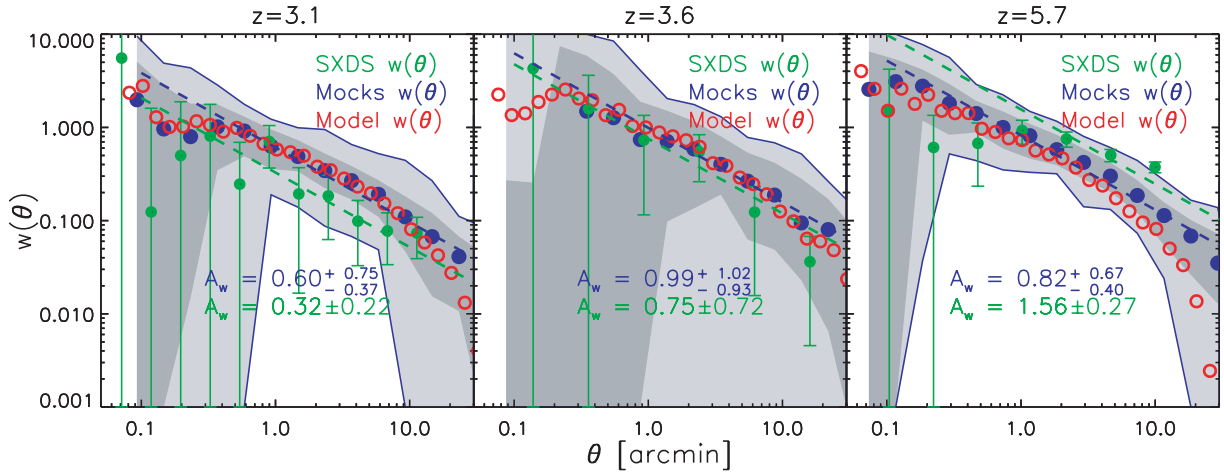 z=3.1 z=3.6 z=5.7
10.000
1.000
0.100
0.010
0.001
w(θ)
SXDS w(θ)
Mocks w(θ)
Model w(θ)
A_w = 0.60 + 0.75 - 0.37
A_w = 0.32±0.22
SXDS w(θ)
Mocks w(θ)
Model w(θ)
A_w = 0.99 + 1.02 - 0.93
A_w = 0.75±0.72
SXDS w(θ)
Mocks w(θ)
Model w(θ)
A_w = 0.82 + 0.67 - 0.40
A_w = 1.56±0.27
0.1 1.0 10.0 0.1 1.0 10.0 0.1 1.0 10.0
θ [arcmin]